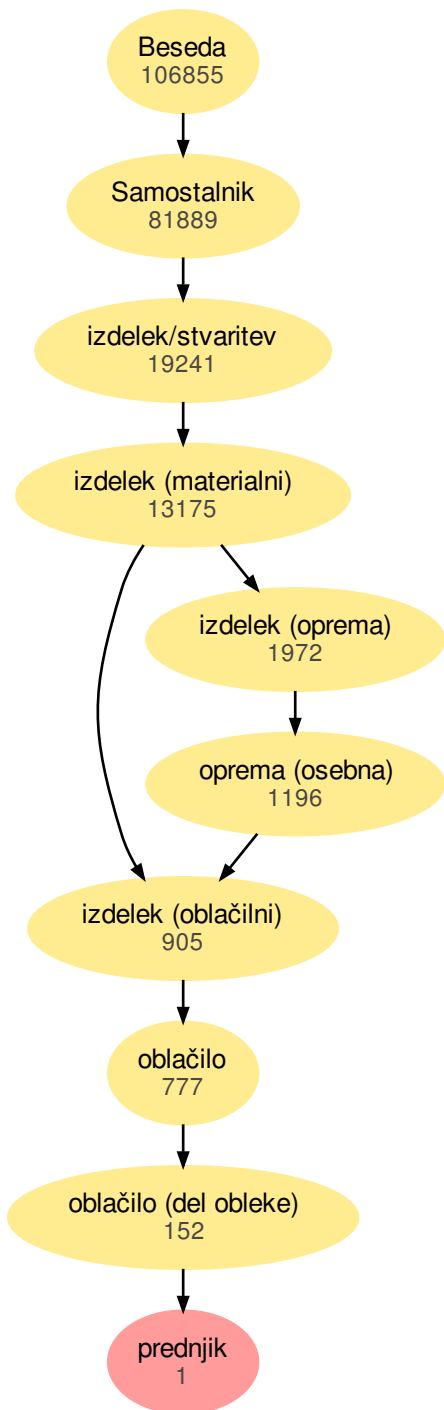 Beseda
106855
Samostalnik
81889
izdelek/stvaritev
19241
izdelek (materialni)
13175
izdelek (oprema)
1972
oprema (osebna)
1196
izdelek (oblačilni)
905
oblačilo
777
oblačilo (del obleke)
152
prednjik
1